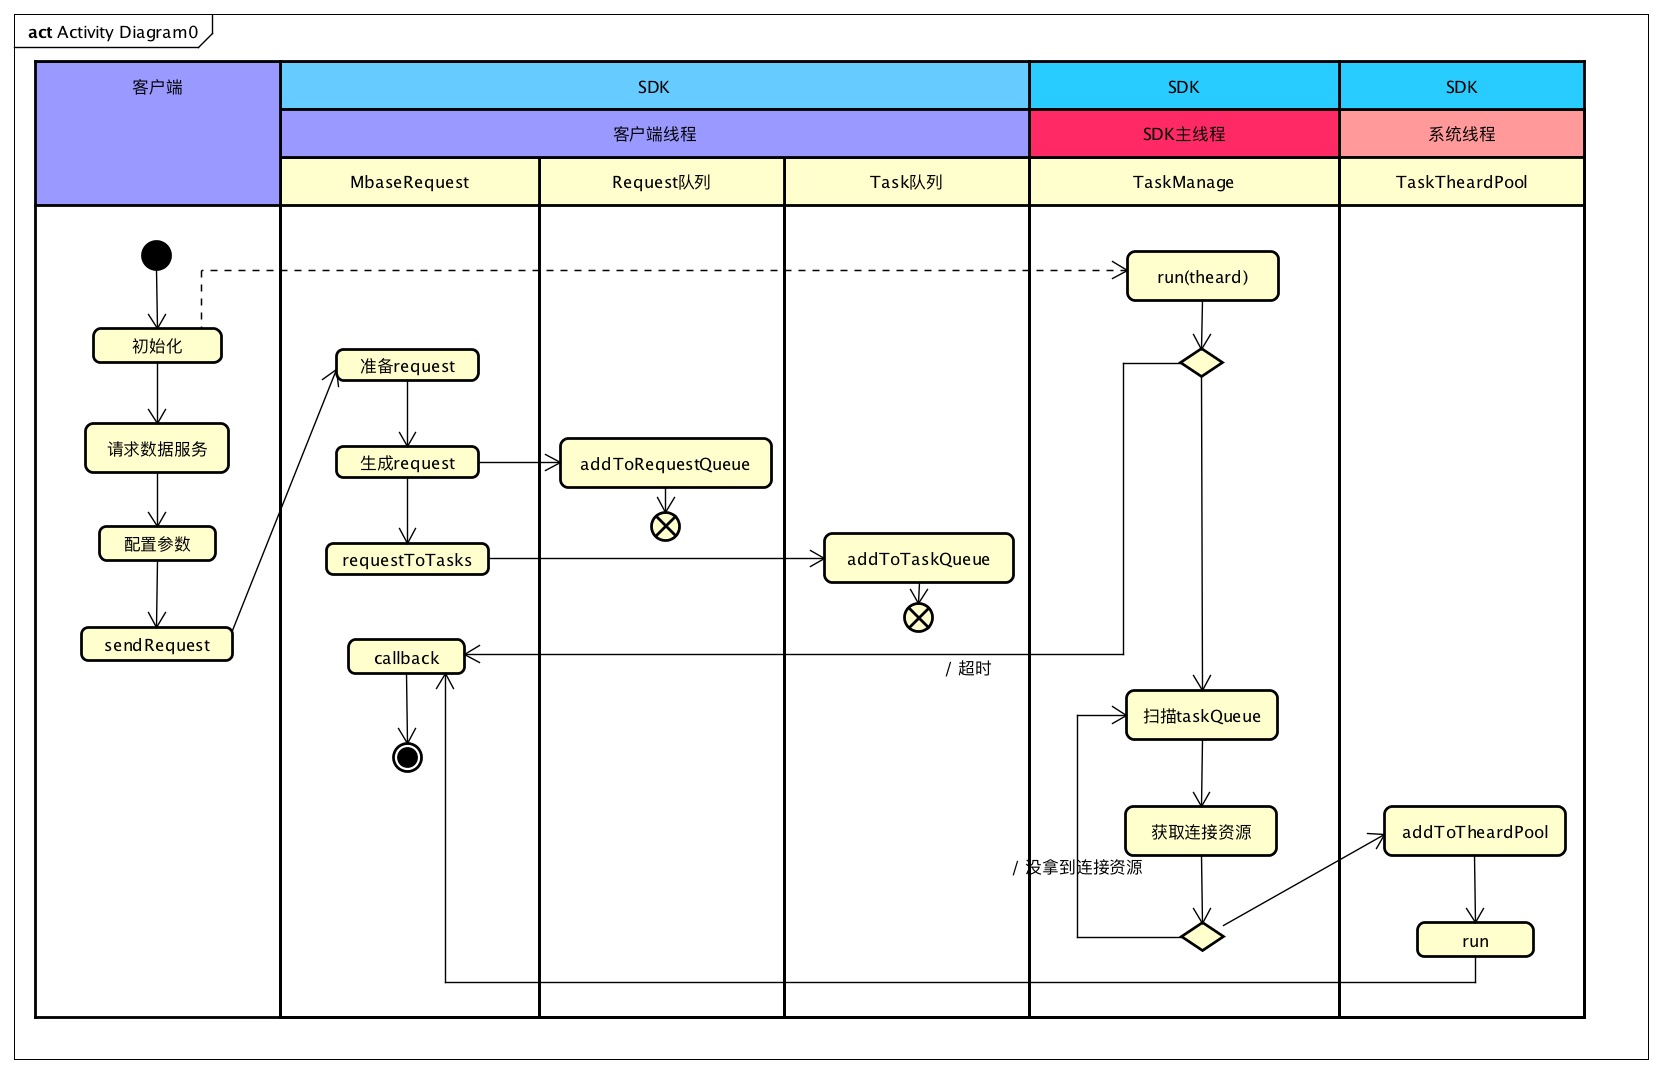 act Activity Diagram0
客户端
SDK
SDK
SDK
客户端线程
SDK主线程
系统线程
MbaseRequest
Request队列
Task队列
TaskManage
TaskTheardPool
run(theard)
初始化
准备request
请求数据服务
生成request
addToRequestQueue
配置参数
requestToTasks
addToTaskQueue
sendRequest
callback
/ 超时
扫描taskQueue
获取连接资源
addToTheardPool
/ 没拿到连接资源
run